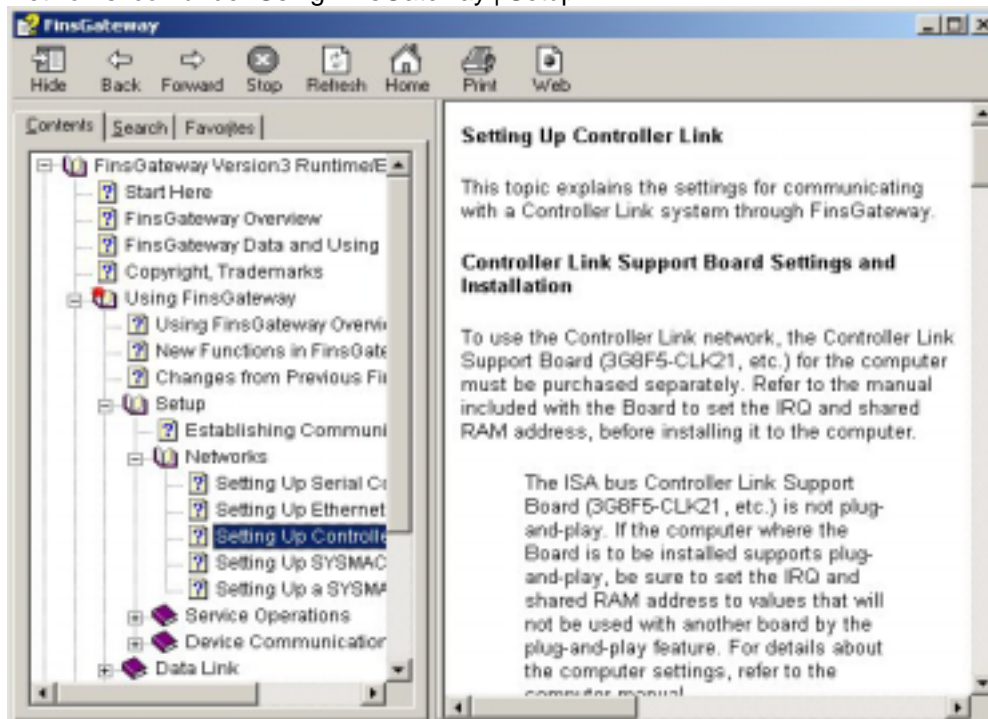 FinsGateway
Hide Back Forward Stop Refresh Home Print Web
Contents Search Favorites
FinsGateway Version3 Runtime/E
Start Here
FinsGateway Overview
FinsGateway Data and Using
Copyright, Trademarks
Using FinsGateway
Using FinsGateway Overvi
New Functions in FinsGate
Changes from Previous Fi
Setup
Establishing Communi
Networks
Setting Up Serial Co
Setting Up Ethernet
Setting Up Controlle
Setting Up SYSMAC
Setting Up a SYSMA
Service Operations
Device Communication
Data Link
Setting Up Controller Link
This topic explains the settings for communicating
with a Controller Link system through FinsGateway.
Controller Link Support Board Settings and
Installation
To use the Controller Link network, the Controller Link
Support Board (3G8F5-CLK21, etc.) for the computer
must be purchased separately. Refer to the manual
included with the Board to set the IRQ and shared
RAM address, before installing it to the computer.
The ISA bus Controller Link Support
Board (3G8F5-CLK21, etc.) is not plug-
and-play. If the computer where the
Board is to be installed supports plug-
and-play, be sure to set the IRQ and
shared RAM address to values that will
not be used with another board by the
plug-and-play feature. For details about
the computer settings, refer to the
computer manual.